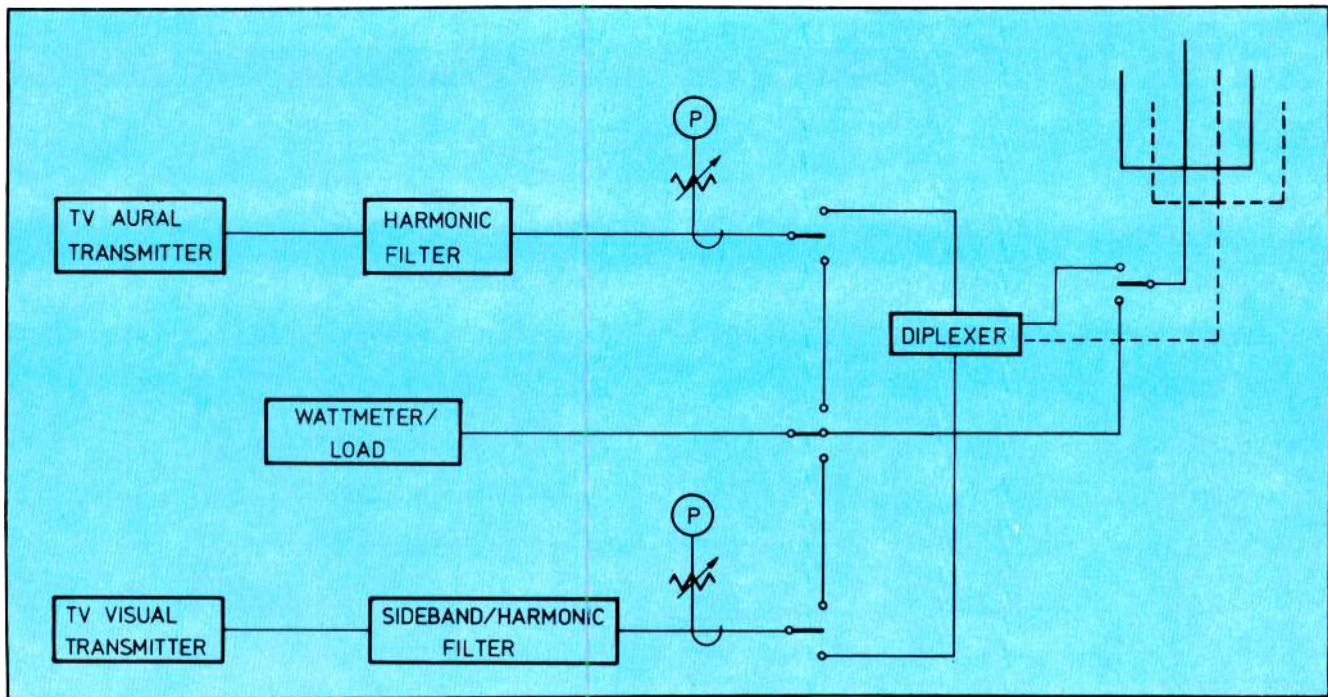 P
TV AURAL
TRANSMITTER
HARMONIC
FILTER
DIPLEXER
WATTMETER/
LOAD
P
TV VISUAL
TRANSMITTER
SIDEBAND/HARMONIC
FILTER